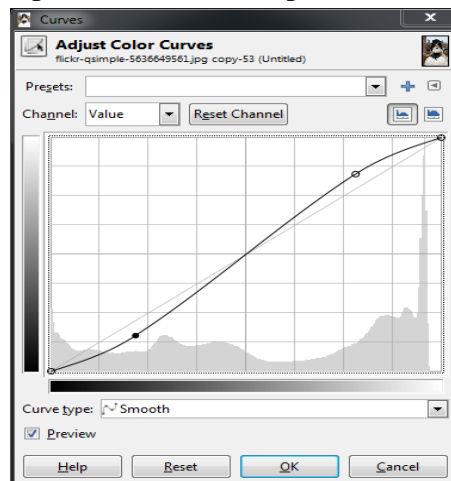 Curves
Adjust Color Curves
flickr-qsimple-5636649561.jpg copy-53 (Untitled)
Presets:
Channel: Value Reset Channel
Curve type: Smooth
Preview
Help Reset OK Cancel